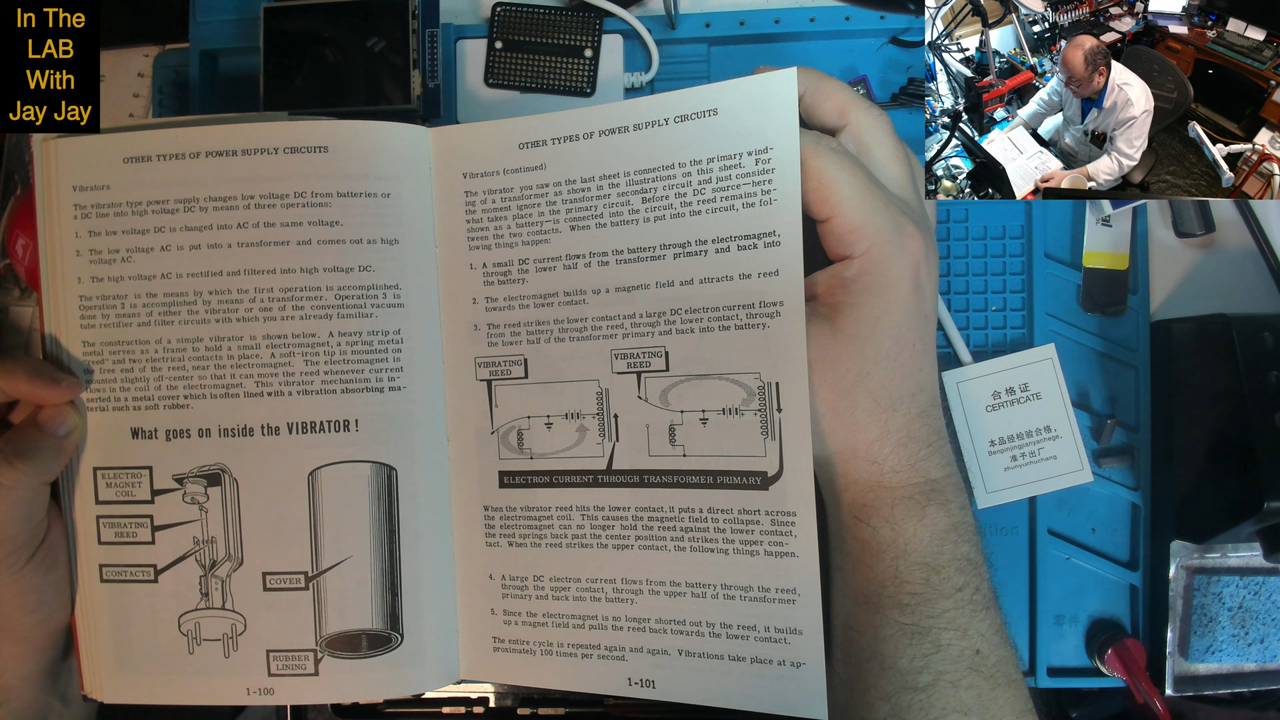 In The
LAB
With
Jay Jay
OTHER TYPES OF POWER SUPPLY CIRCUITS
Vibrators
The vibrator type power supply changes low voltage DC from batteries or
a DC line into high voltage DC by means of three operations:
1. The low voltage DC is changed into AC of the same voltage.
2. The low voltage AC is put into a transformer and comes out as high
voltage AC.
3. The high voltage AC is rectified and filtered into high voltage DC.
The vibrator is the means by which the first operation is accomplished.
Operation 2 is accomplished by means of a transformer. Operation 3 is
done by means of either the vibrator or one of the conventional vacuum
tube rectifier and filter circuits with which you are already familiar.
The construction of a simple vibrator is shown below. A heavy strip of
metal serves as a frame to hold a small electromagnet, a spring metal
"reed" and two electrical contacts in place. A soft-iron tip is mounted on
the free end of the reed, near the electromagnet. The electromagnet is
mounted slightly off-center so that it can move the reed whenever current
flows in the coil of the electromagnet. This vibrator mechanism is in-
serted in a metal cover which is often lined with a vibration absorbing ma-
terial such as soft rubber.
What goes on inside the VIBRATOR!
ELECTRO-
MAGNET
COIL
VIBRATING
REED
CONTACTS
COVER
RUBBER
LINING
1-100
OTHER TYPES OF POWER SUPPLY CIRCUITS
Vibrators (continued)
The vibrator you saw on the last sheet is connected to the primary wind-
ing of a transformer as shown in the illustrations on this sheet. For
the moment ignore the transformer secondary circuit and just consider
what takes place in the primary circuit. Before the DC source—here
shown as a battery—is connected into the circuit, the reed remains be-
tween the two contacts. When the battery is put into the circuit, the fol-
lowing things happen:
1. A small DC current flows from the battery through the electromagnet,
through the lower half of the transformer primary and back into
the battery.
2. The electromagnet builds up a magnetic field and attracts the reed
towards the lower contact.
3. The reed strikes the lower contact and a large DC electron current flows
from the battery through the reed, through the lower contact, through
the lower half of the transformer primary and back into the battery.
VIBRATING
REED
VIBRATING
REED
ELECTRON CURRENT THROUGH TRANSFORMER PRIMARY
When the vibrator reed hits the lower contact, it puts a direct short across
the electromagnet coil. This causes the magnetic field to collapse. Since
the electromagnet can no longer hold the reed against the lower contact,
the reed springs back past the center position and strikes the upper con-
tact. When the reed strikes the upper contact, the following things happen.
4. A large DC electron current flows from the battery through the reed,
through the upper contact, through the upper half of the transformer
primary and back into the battery.
5. Since the electromagnet is no longer shorted out by the reed, it builds
up a magnet field and pulls the reed back towards the lower contact.
The entire cycle is repeated again and again. Vibrations take place at ap-
proximately 100 times per second.
1-101
合格证
CERTIFICATE
本品经检验合格,
Benpinjingjianyanhege,
准予出厂
zhunyuchuchang
零件